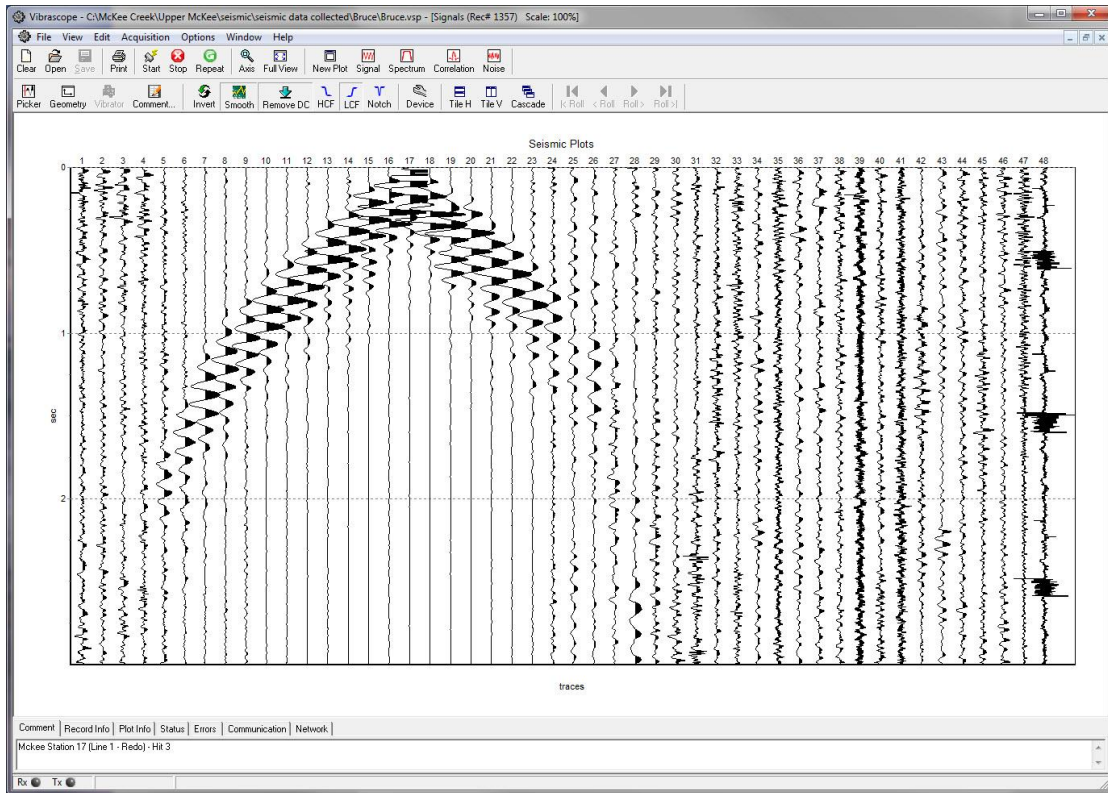 Vibrascope - C:\McKee Creek\Upper McKee\seismic\seismic data collected\Bruce\Bruce.vsp - [Signals (Rec# 1357) Scale: 100%]
File View Edit Acquisition Options Window Help
Clear Open Save Print Start Stop Repeat Axis Full View New Plot Signal Spectrum Correlation Noise
Picker Geometry Vibrator Comment... Invert Smooth Remove DC HCF LCF Notch Device Tile H Tile V Cascade |< Roll < Roll Roll > Roll >|
Seismic Plots
1 2 3 4 5 6 7 8 9 10 11 12 13 14 15 16 17 18 19 20 21 22 23 24 25 26 27 28 29 30 31 32 33 34 35 36 37 38 39 40 41 42 43 44 45 46 47 48
0
1
sec
2
traces
Comment Record Info Plot Info Status Errors Communication Network
Mckee Station 17 (Line 1 - Redo) - Hit 3
Rx Tx